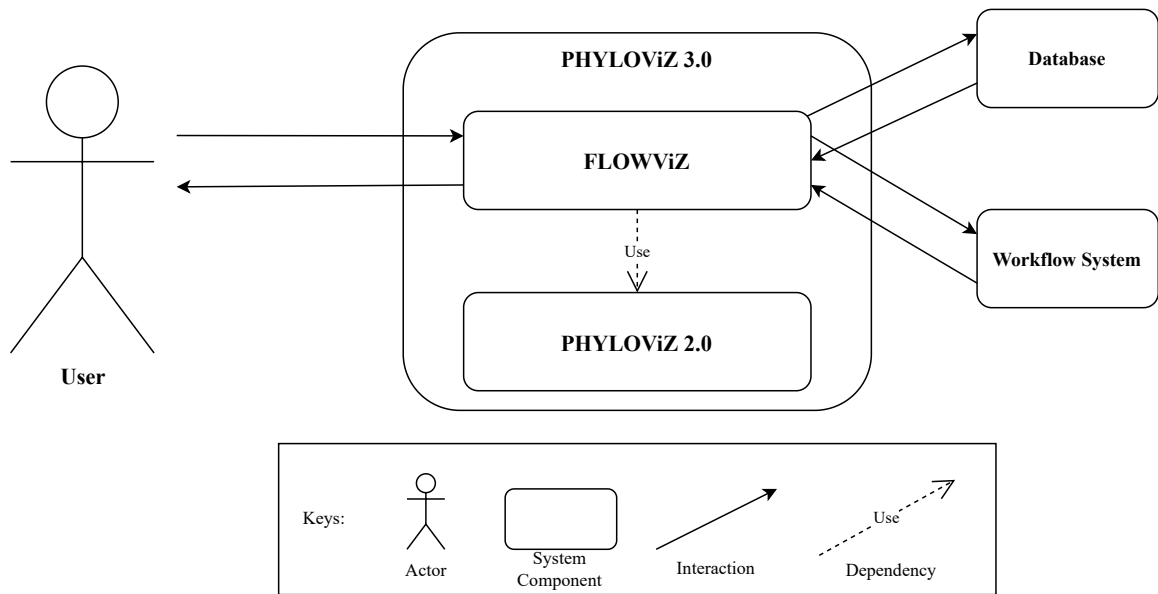 PHYLOViZ 3.0
Database
FLOWViZ
Use
Workflow System
PHYLOViZ 2.0
User
Keys:
Use
Actor
System
Component
Interaction
Dependency